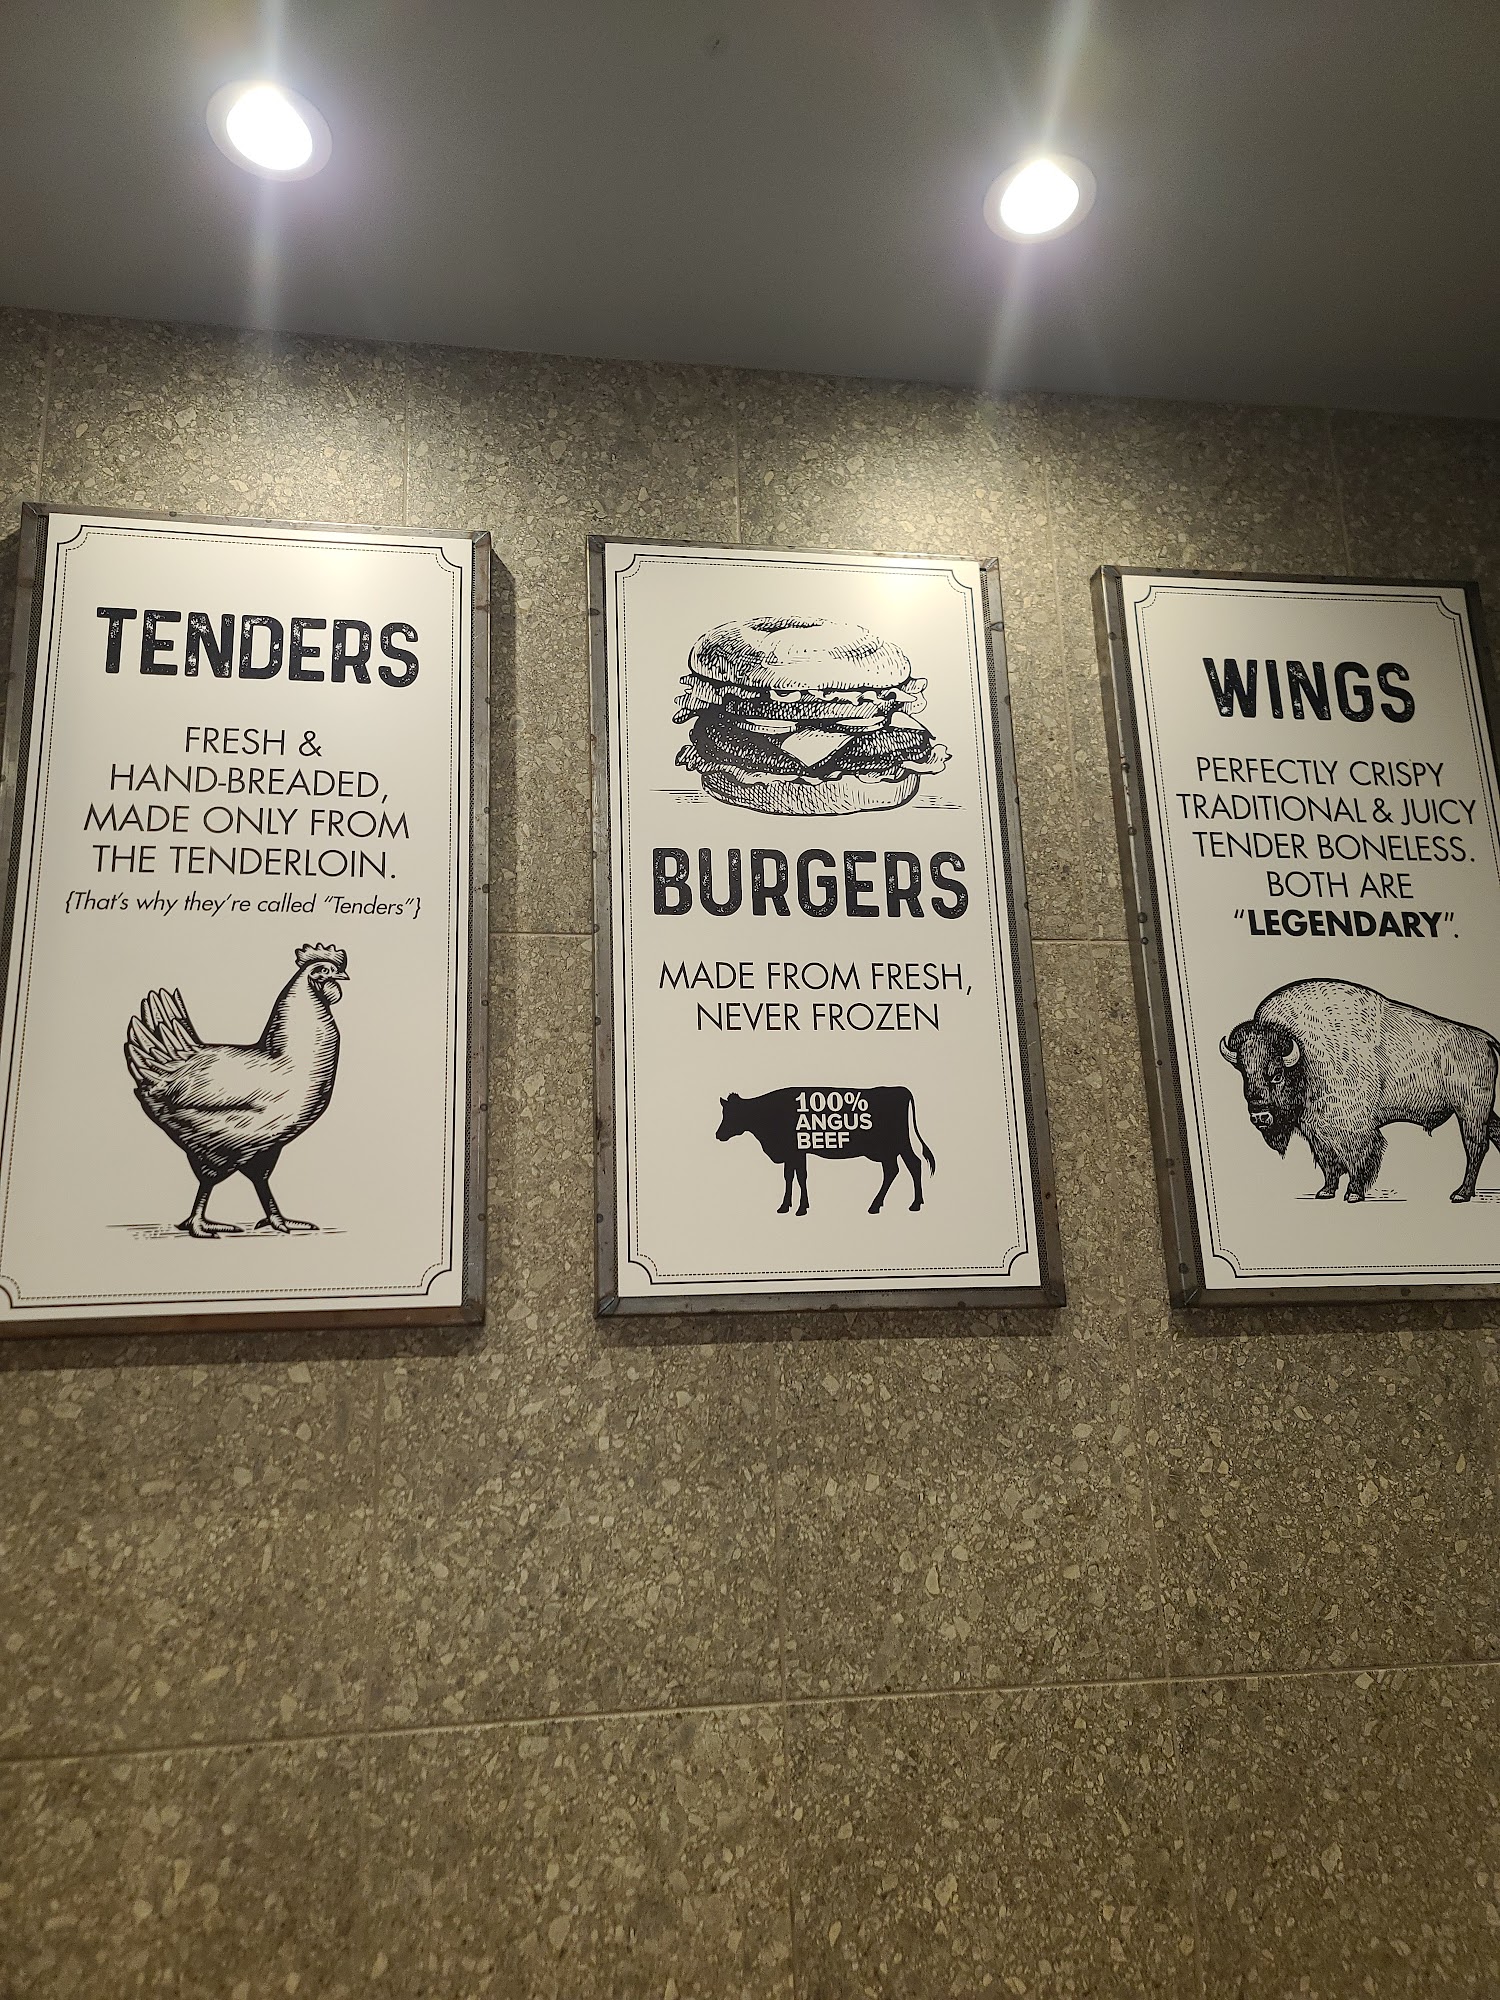 TENDERS
FRESH &
HAND-BREADED,
MADE ONLY FROM
THE TENDERLOIN.
{That's why they're called "Tenders"}
BURGERS
MADE FROM FRESH,
NEVER FROZEN
100%
ANGUS
BEEF
WINGS
PERFECTLY CRISPY
TRADITIONAL & JUICY
TENDER BONELESS.
BOTH ARE
"LEGENDARY".